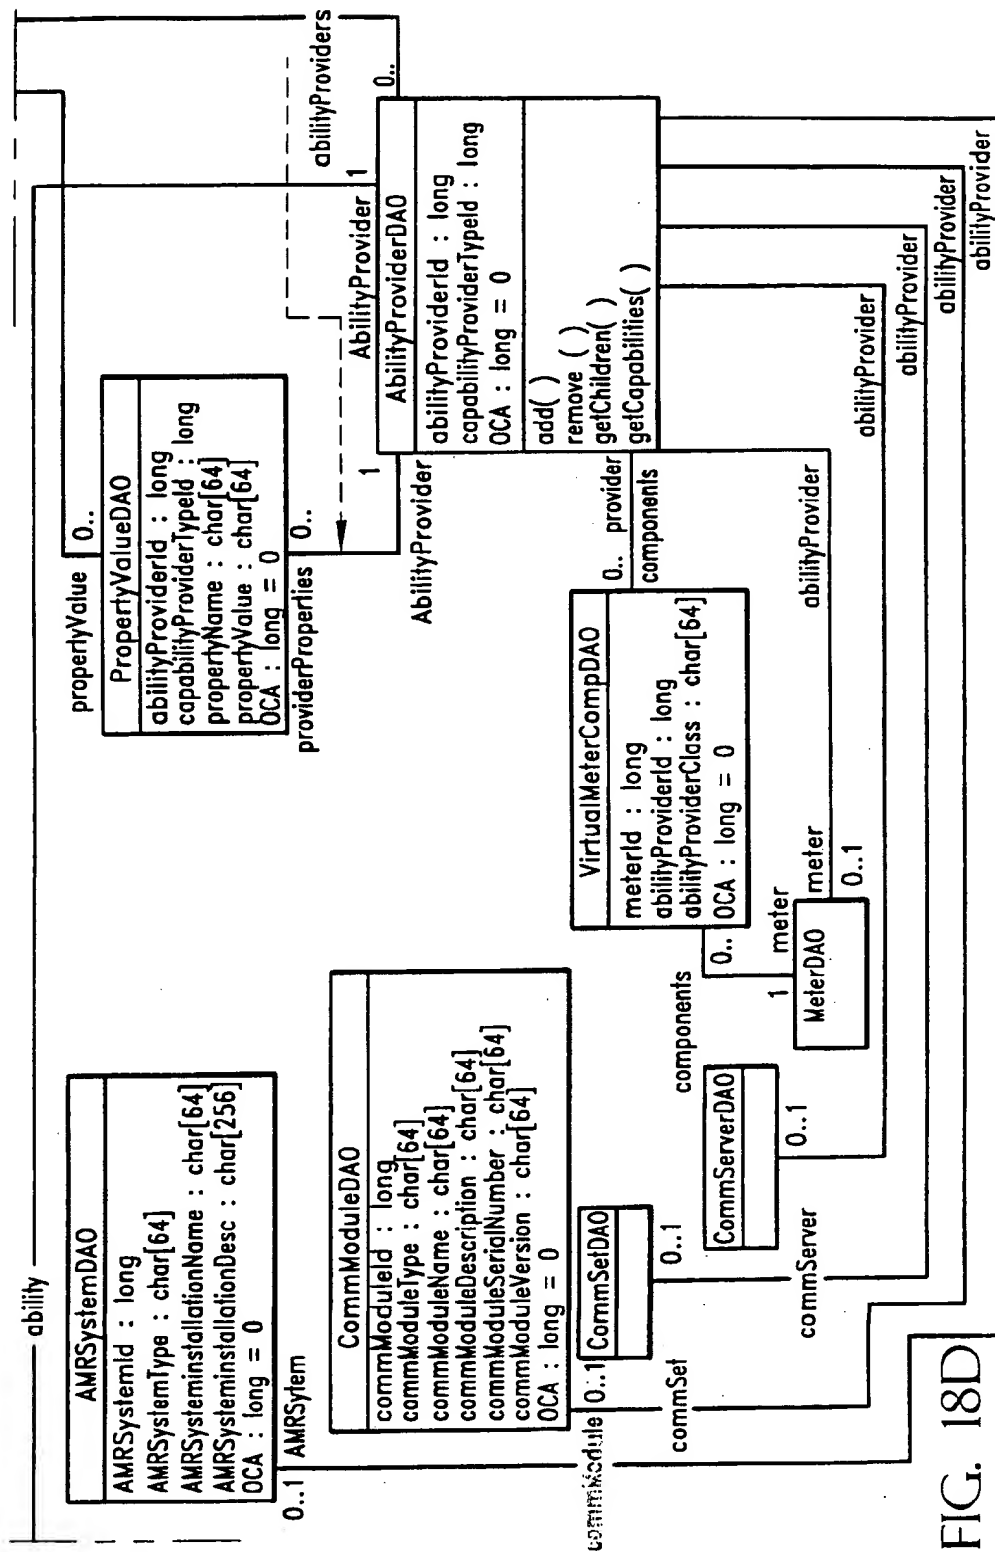 ability
AMRSystemDAO
AMRSystemId : long
AMRSystemType : char[64]
AMRSysteminstallationName : char[64]
AMRSysteminstallationDesc : char[256]
OCA : long = 0
0..1 AMRSytem
propertyValue
0..
PropertyValueDAO
abilityProviderId : long
capabilityProviderTypeId : long
propertyName : char[64]
propertyValue : char[64]
OCA : long = 0
providerProperties
0..
abilityProviders
0..
AbilityProvider
1
AbilityProvider
1
AbilityProviderDAO
abilityProviderId : long
capabilityProviderTypeId : long
OCA : long = 0
add( )
remove ( )
getChildren( )
getCapabilities( )
CommModuleDAO
commModuleId : long
commModuleType : char[64]
commModuleName : char[64]
commModuleDescription : char[64]
commModuleSerialNumber : char[64]
commModuleVersion : char[64]
OCA : long = 0
commModule 0..1
VirtualMeterCompDAO
meterId : long
abilityProviderId : long
abilityProviderClass : char[64]
OCA : long = 0
0.. provider
components
0..
components
1 meter
MeterDAO
meter
0..1
abilityProvider
CommSetDAO
0..1
commSet
CommServerDAO
0..1
commServer
abilityProvider
abilityProvider
abilityProvider
abilityProvider
FIG. 18D